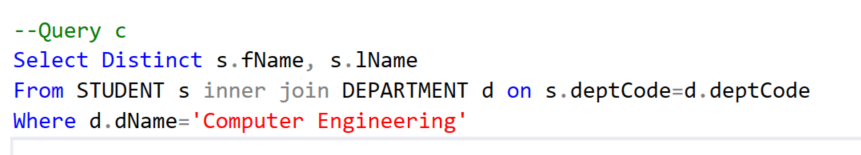 --Query c
Select Distinct s.fName, s.lName
From STUDENT s inner join DEPARTMENT d on s.deptCode=d.deptCode
Where d.dName='Computer Engineering'